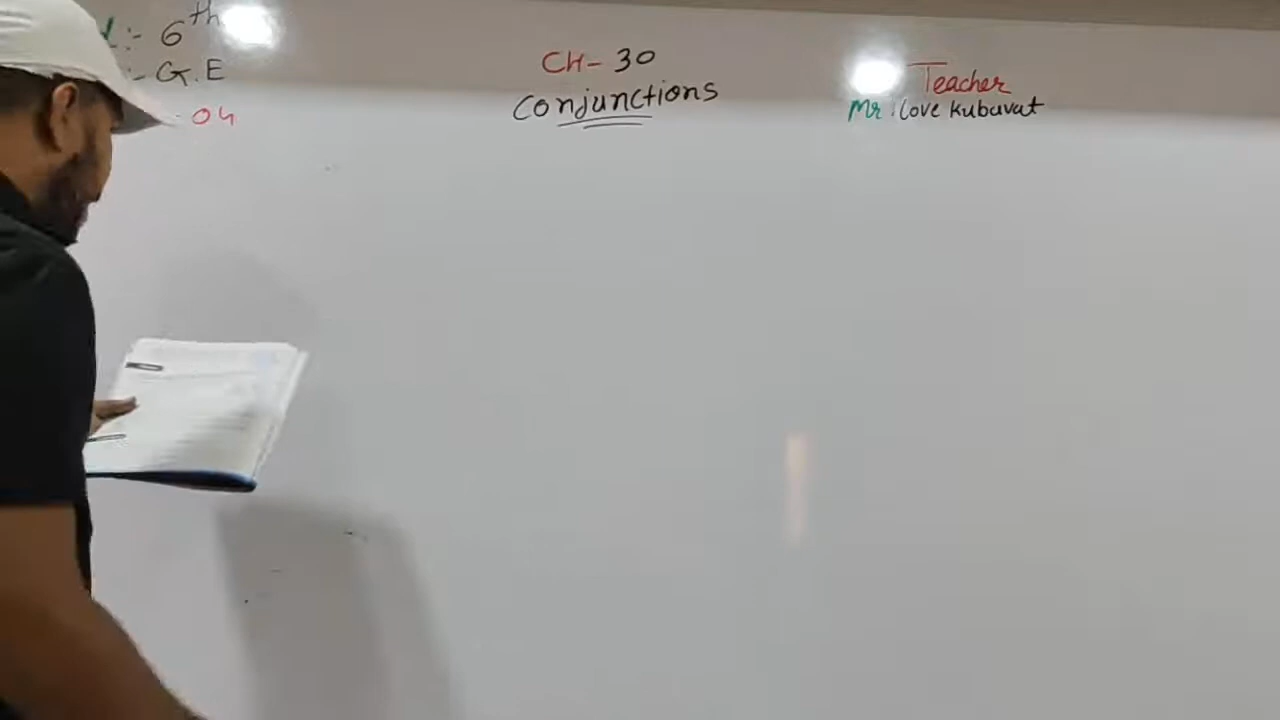 :- 6th
:- G.E
04
CH- 30
Conjunctions
Teacher
Mr. Love Kubavat